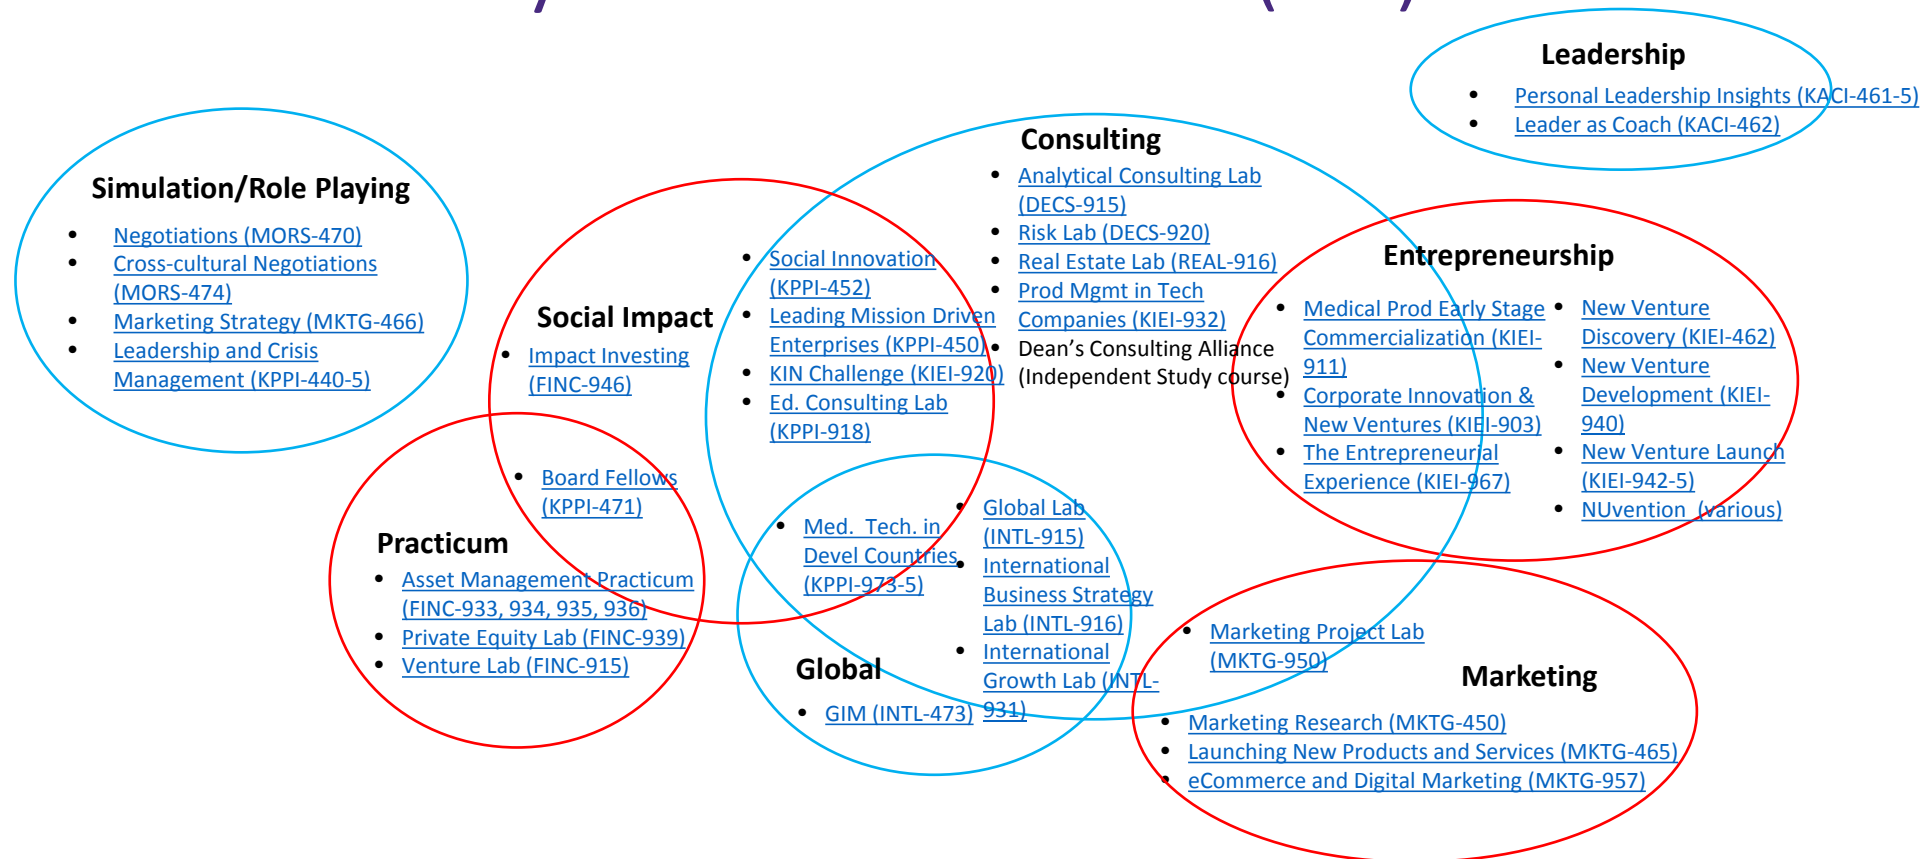 Leadership
• Personal Leadership Insights (KACI-461-5)
• Leader as Coach (KACI-462)
Simulation/Role Playing
• Negotiations (MORS-470)
• Cross-cultural Negotiations
(MORS-474)
• Marketing Strategy (MKTG-466)
• Leadership and Crisis
Management (KPPI-440-5)
Consulting
• Analytical Consulting Lab
(DECS-915)
• Risk Lab (DECS-920)
• Real Estate Lab (REAL-916)
• Prod Mgmt in Tech
Companies (KIEI-932)
• Dean's Consulting Alliance
(Independent Study course)
• Social Innovation
(KPPI-452)
• Leading Mission Driven
Enterprises (KPPI-450)
• KIN Challenge (KIEI-920)
• Ed. Consulting Lab
(KPPI-918)
Social Impact
• Impact Investing
(FINC-946)
• Board Fellows
(KPPI-471)
Practicum
• Asset Management Practicum
(FINC-933, 934, 935, 936)
• Private Equity Lab (FINC-939)
• Venture Lab (FINC-915)
• Med. Tech. in
Devel Countries
(KPPI-973-5)
• Global Lab
(INTL-915)
• International
Business Strategy
Lab (INTL-916)
• International
Growth Lab (INTL-
931)
Global
• GIM (INTL-473)
Entrepreneurship
• Medical Prod Early Stage
Commercialization (KIEI-
911)
• Corporate Innovation &
New Ventures (KIEI-903)
• The Entrepreneurial
Experience (KIEI-967)
• New Venture
Discovery (KIEI-462)
• New Venture
Development (KIEI-
940)
• New Venture Launch
(KIEI-942-5)
• NUvention (various)
• Marketing Project Lab
(MKTG-950)
Marketing
• Marketing Research (MKTG-450)
• Launching New Products and Services (MKTG-465)
• eCommerce and Digital Marketing (MKTG-957)